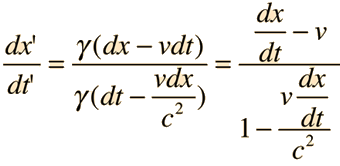 dx'/dt' = γ(dx − vdt) / γ(dt − vdx/c²) = (dx/dt − v) / (1 − (v dx/dt)/c²)